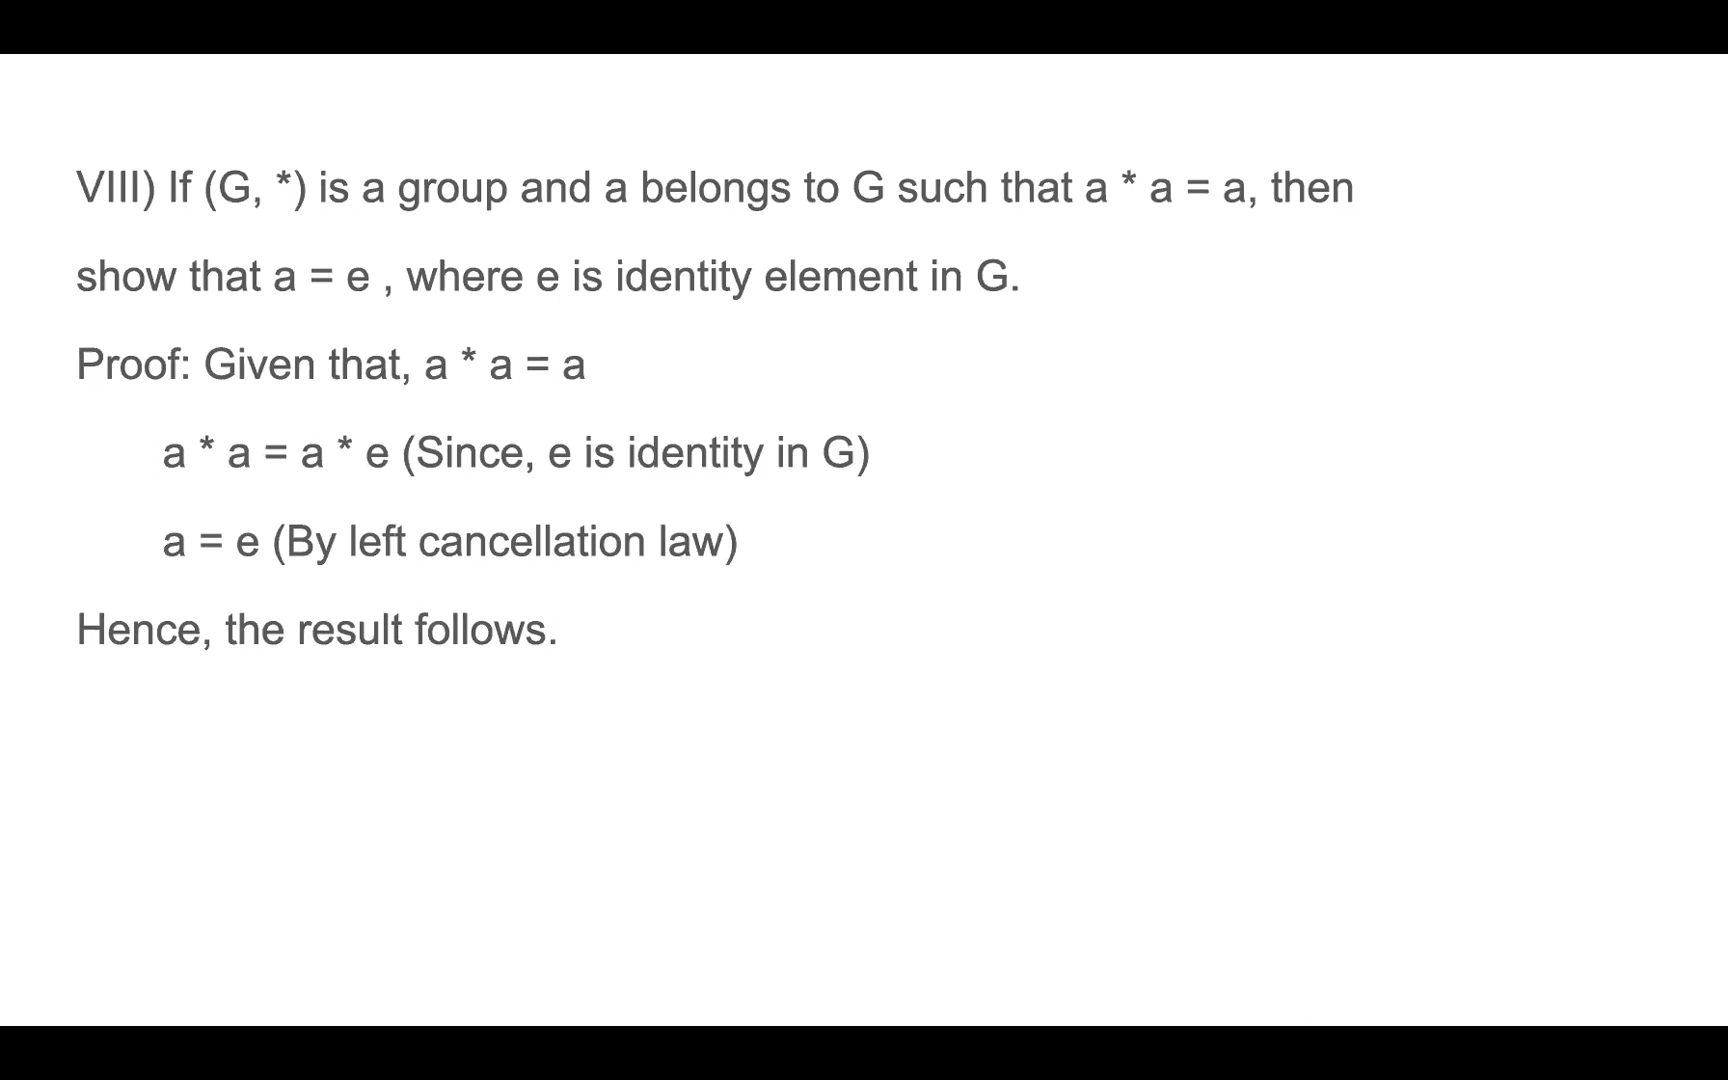 VIII) If (G, *) is a group and a belongs to G such that a * a = a, then
show that a = e , where e is identity element in G.
Proof: Given that, a * a = a
a * a = a * e (Since, e is identity in G)
a = e (By left cancellation law)
Hence, the result follows.